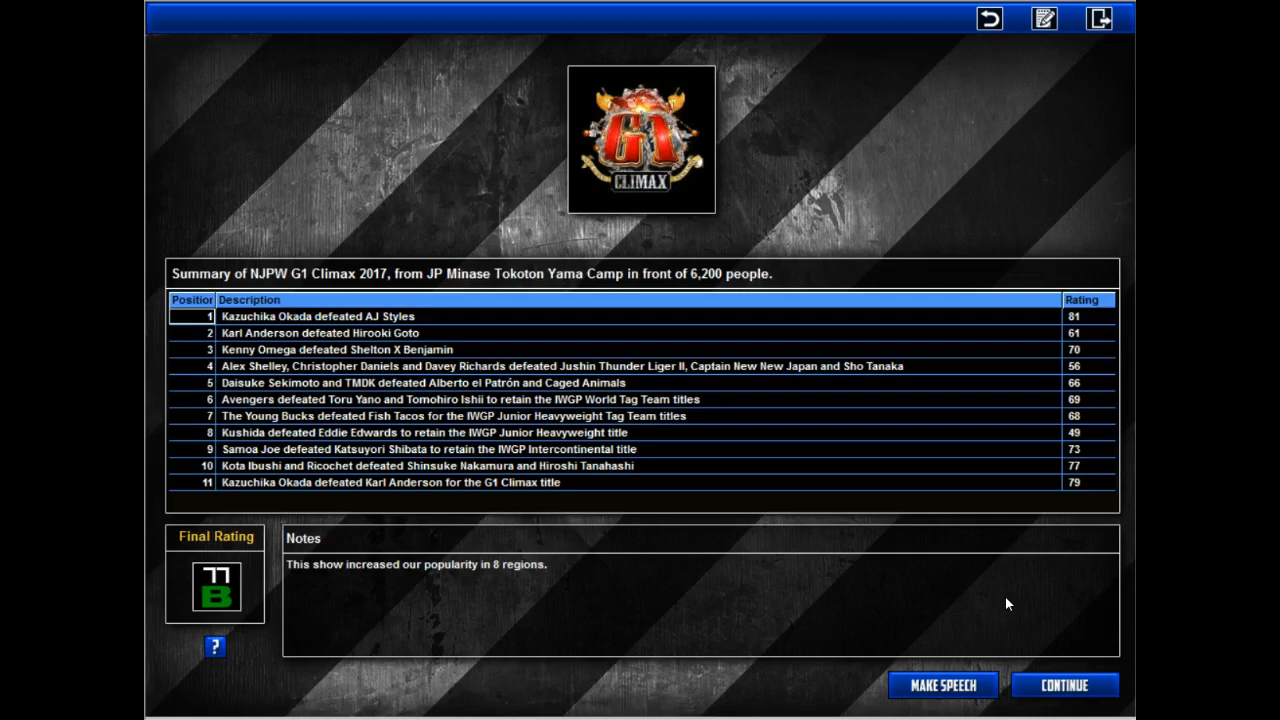 G1
CLIMAX
Summary of NJPW G1 Climax 2017, from JP Minase Tokoton Yama Camp in front of 6,200 people.
Position Description Rating
1 Kazuchika Okada defeated AJ Styles 81
2 Karl Anderson defeated Hirooki Goto 61
3 Kenny Omega defeated Shelton X Benjamin 70
4 Alex Shelley, Christopher Daniels and Davey Richards defeated Jushin Thunder Liger II, Captain New New Japan and Sho Tanaka 56
5 Daisuke Sekimoto and TMDK defeated Alberto el Patrón and Caged Animals 66
6 Avengers defeated Toru Yano and Tomohiro Ishii to retain the IWGP World Tag Team titles 69
7 The Young Bucks defeated Fish Tacos for the IWGP Junior Heavyweight Tag Team titles 68
8 Kushida defeated Eddie Edwards to retain the IWGP Junior Heavyweight title 49
9 Samoa Joe defeated Katsuyori Shibata to retain the IWGP Intercontinental title 73
10 Kota Ibushi and Ricochet defeated Shinsuke Nakamura and Hiroshi Tanahashi 77
11 Kazuchika Okada defeated Karl Anderson for the G1 Climax title 79
Final Rating
77
B
?
Notes
This show increased our popularity in 8 regions.
MAKE SPEECH
CONTINUE